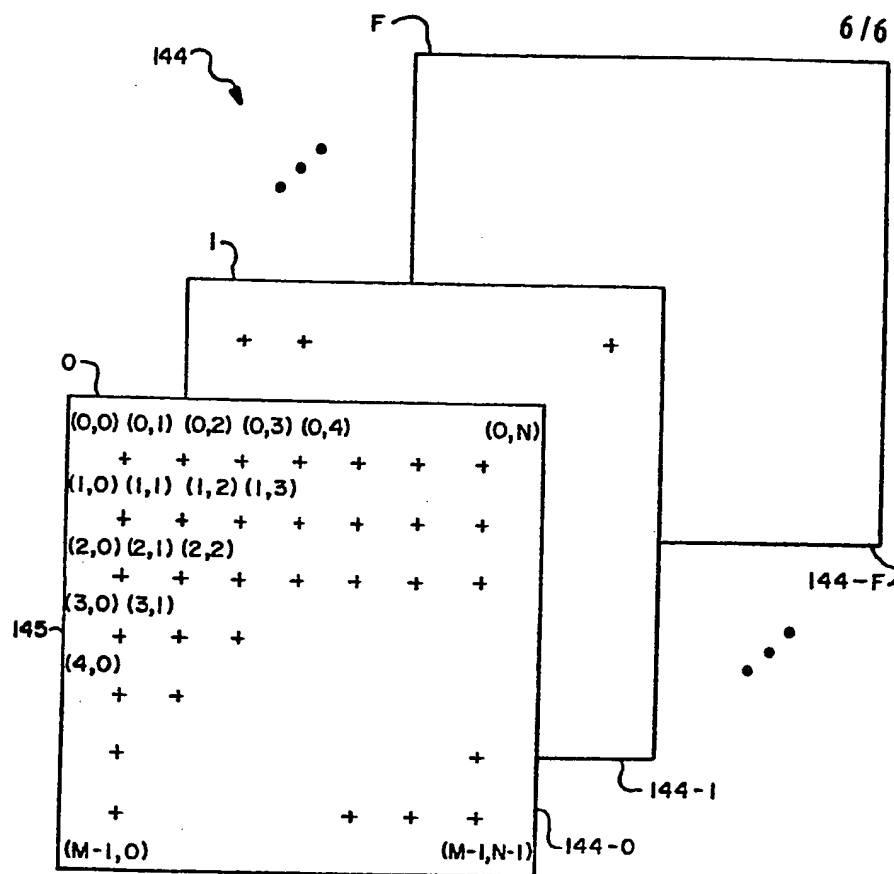 F
6/6
144
1
0
(0,0) (0,1) (0,2) (0,3) (0,4) (0,N)
(1,0) (1,1) (1,2) (1,3)
(2,0) (2,1) (2,2)
144-F
(3,0) (3,1)
145
(4,0)
144-1
144-0
(M-1,0) (M-1,N-1)